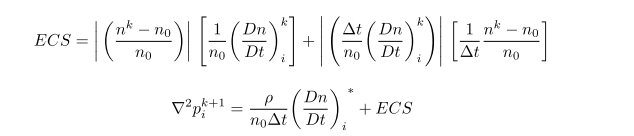 $ECS = \left| \left( \frac{n^k - n_0}{n_0} \right) \right| \left[ \frac{1}{n_0} \left( \frac{Dn}{Dt} \right)_i^k \right] + \left| \left( \frac{\Delta t}{n_0} \left( \frac{Dn}{Dt} \right)_i^k \right) \right| \left[ \frac{1}{\Delta t} \frac{n^k - n_0}{n_0} \right]$
$\nabla^2 p_i^{k+1} = \frac{\rho}{n_0 \Delta t} \left( \frac{Dn}{Dt} \right)_i^* + ECS$